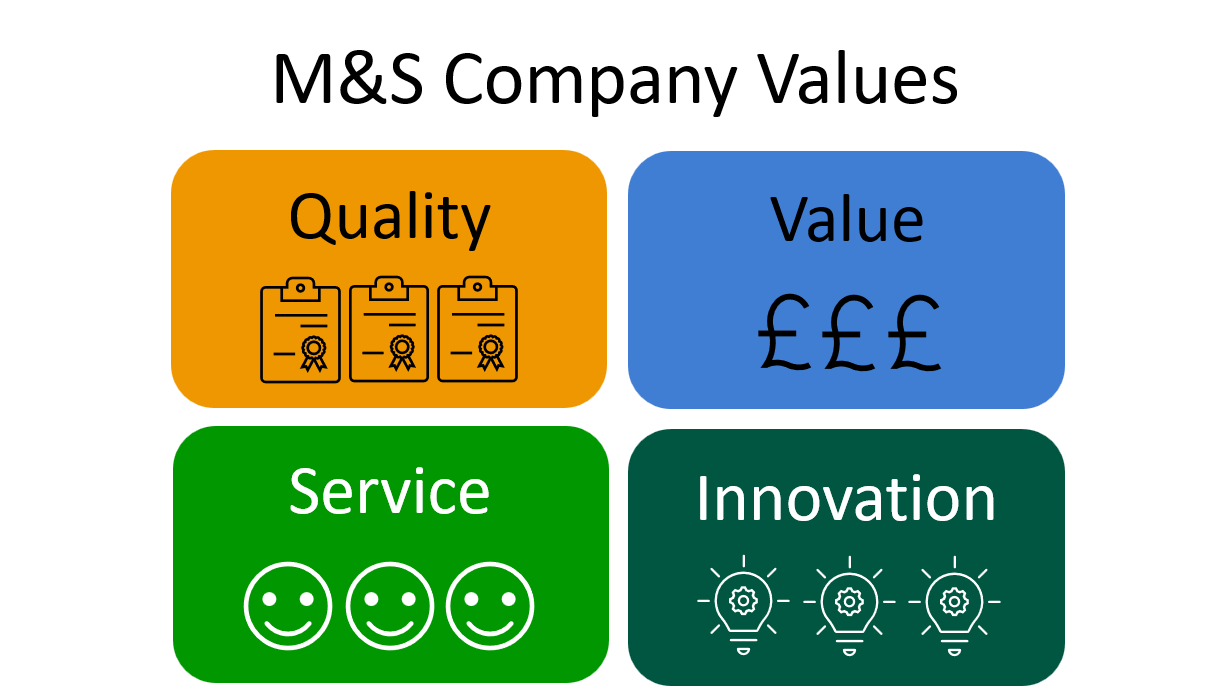 M&S Company Values
Quality
Value
£££
Service
Innovation